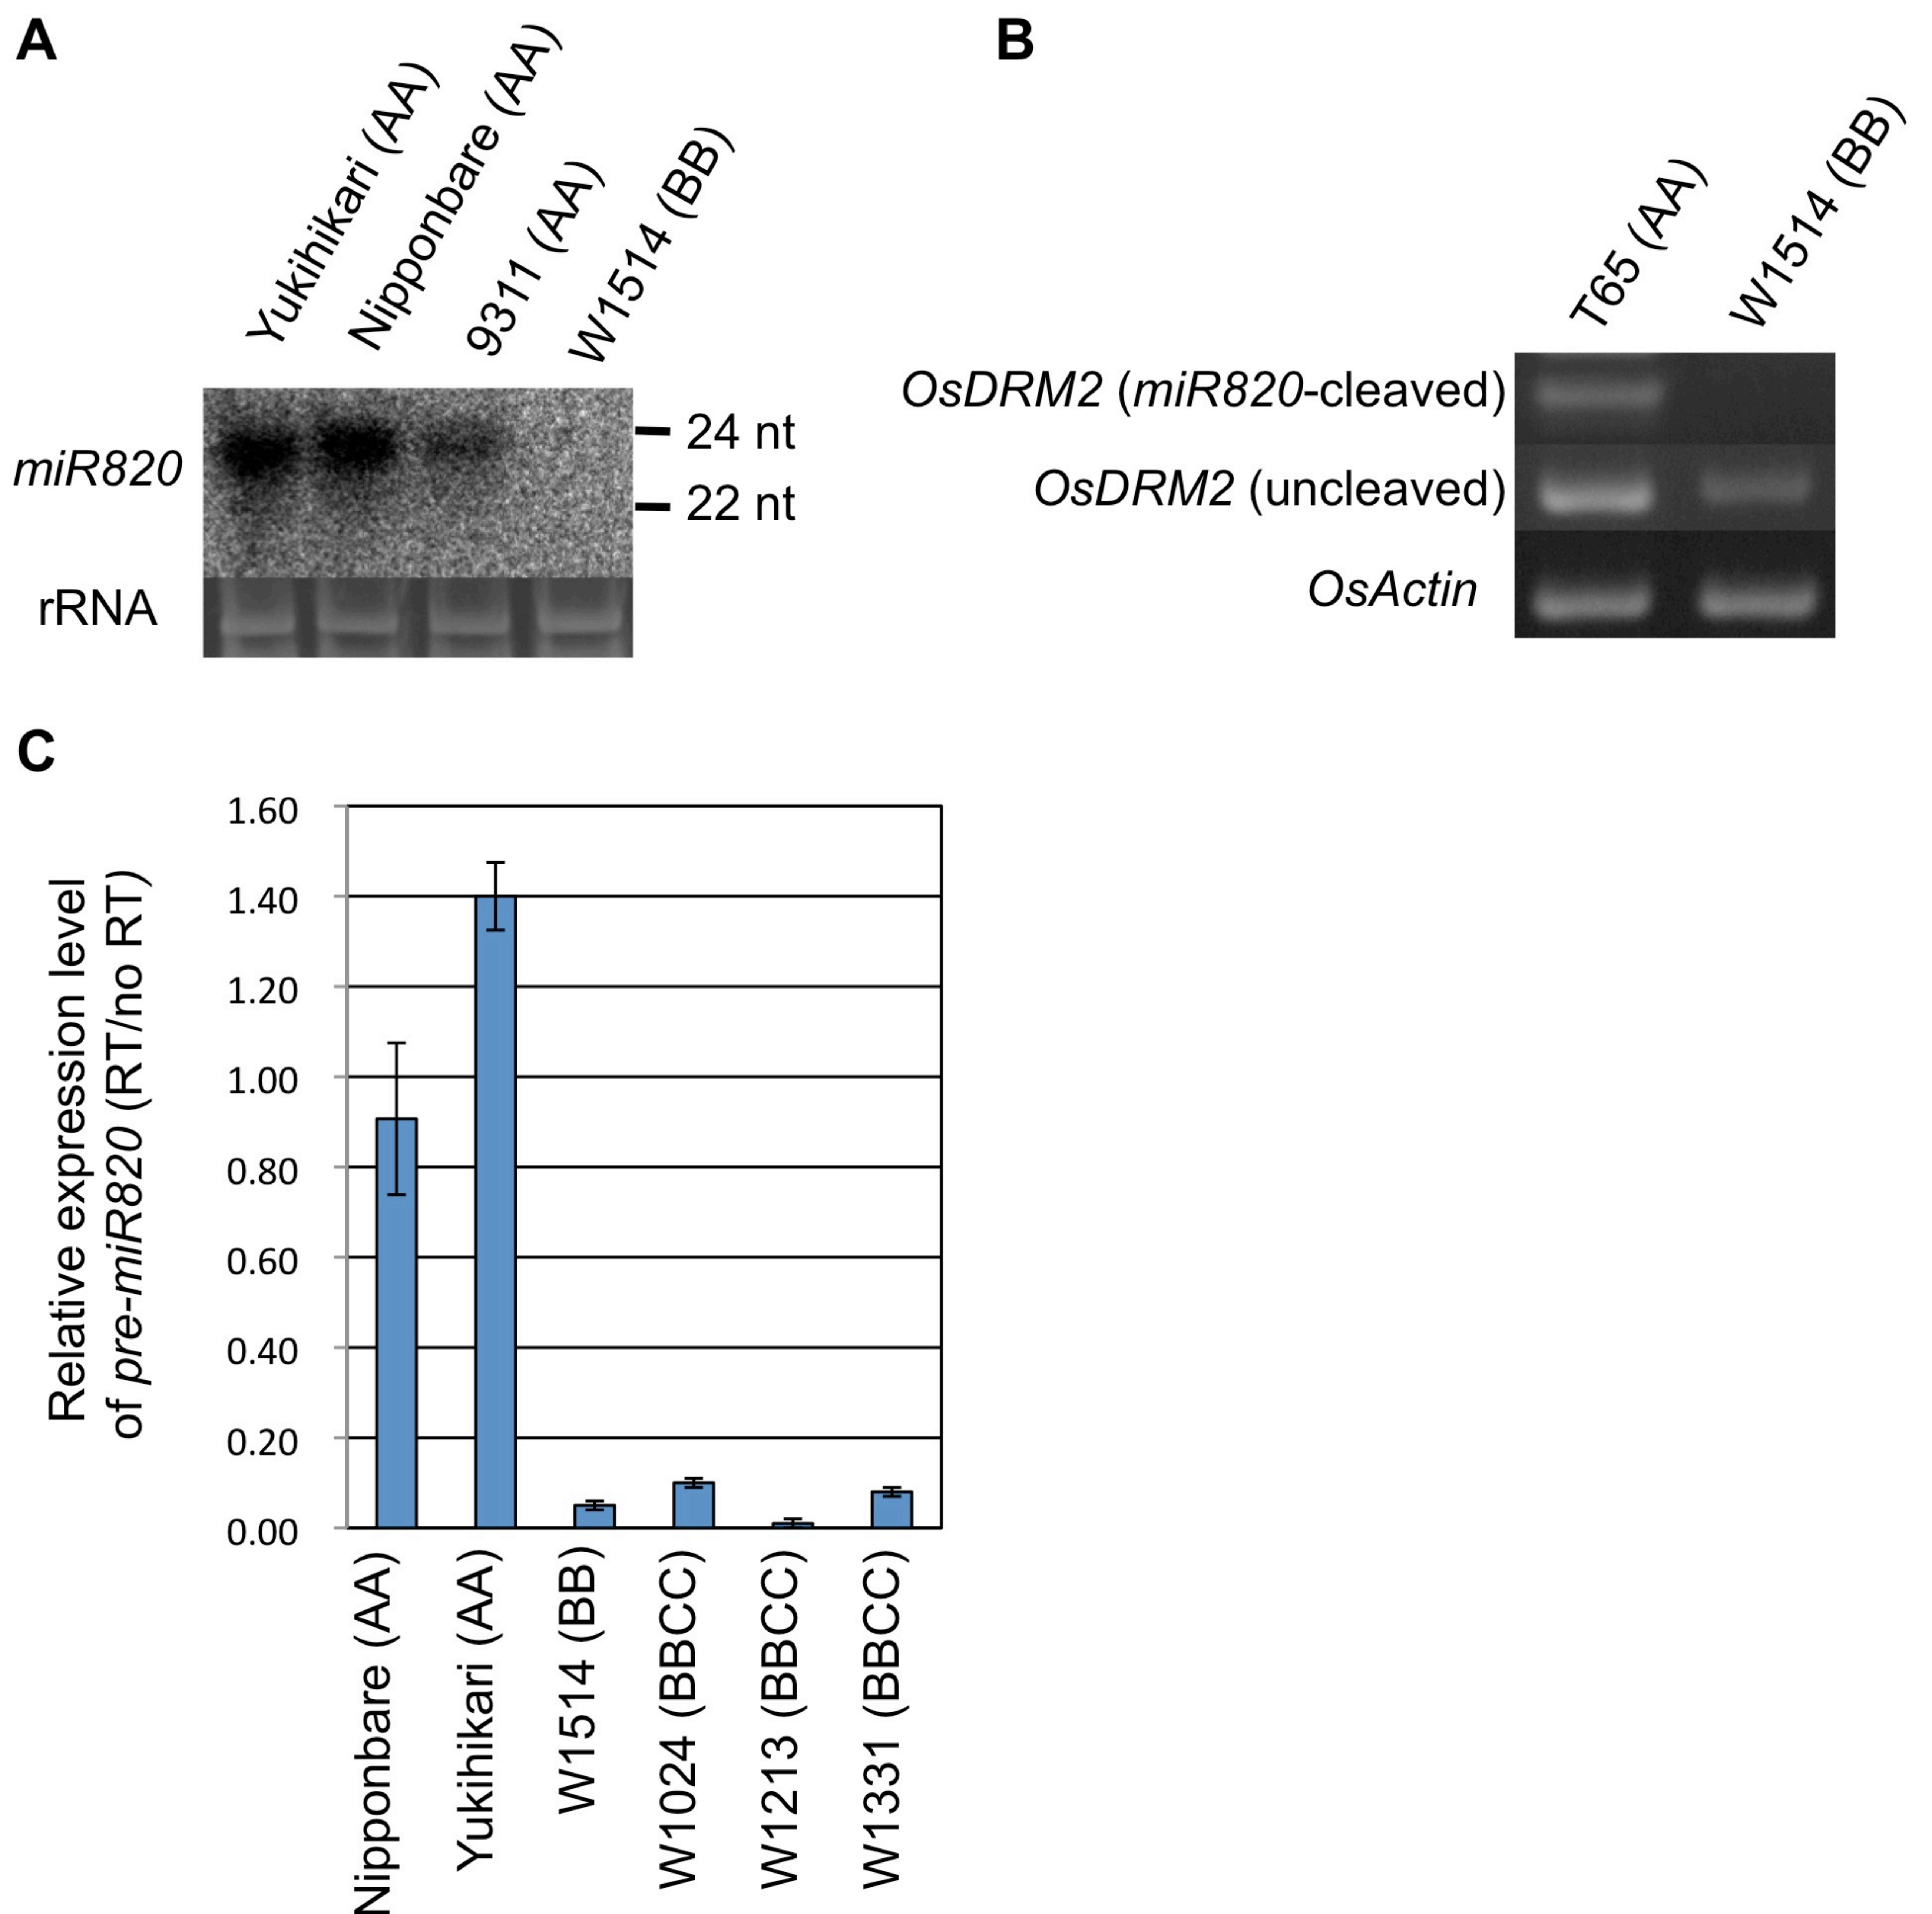 A
Yukihikari (AA)
Nipponbare (AA)
9311 (AA)
W1514 (BB)
miR820
24 nt
22 nt
rRNA
B
T65 (AA)
W1514 (BB)
OsDRM2 (miR820-cleaved)
OsDRM2 (uncleaved)
OsActin
C
Relative expression level
of pre-miR820 (RT/no RT)
1.60
1.40
1.20
1.00
0.80
0.60
0.40
0.20
0.00
Nipponbare (AA)
Yukihikari (AA)
W1514 (BB)
W1024 (BBCC)
W1213 (BBCC)
W1331 (BBCC)